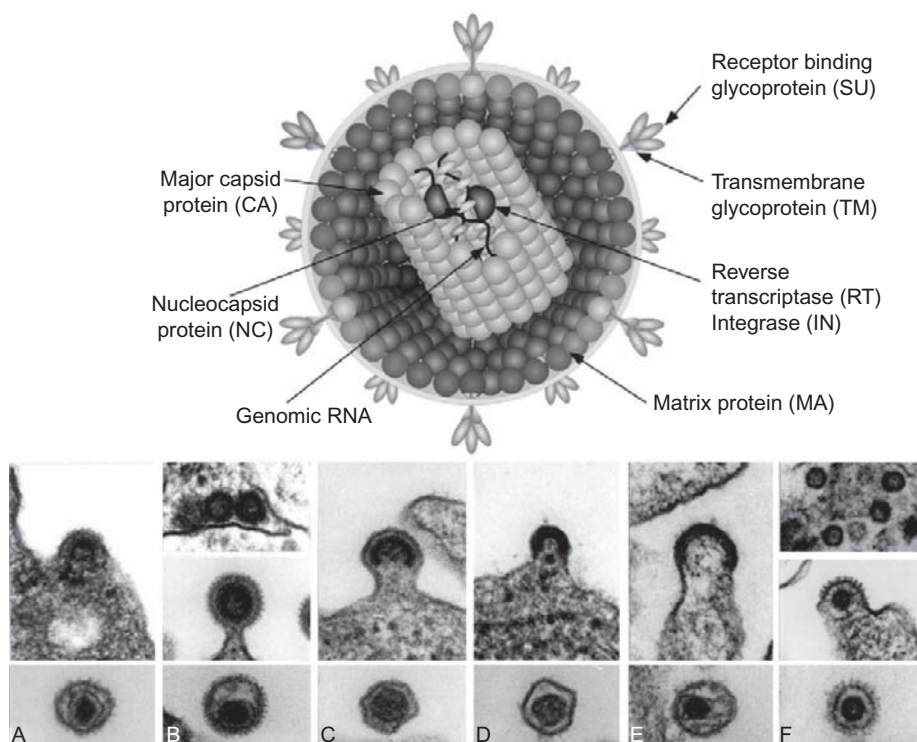 Receptor binding
glycoprotein (SU)
Major capsid
protein (CA)
Transmembrane
glycoprotein (TM)
Reverse
transcriptase (RT)
Integrase (IN)
Nucleocapsid
protein (NC)
Genomic RNA
Matrix protein (MA)
A
B
C
D
E
F